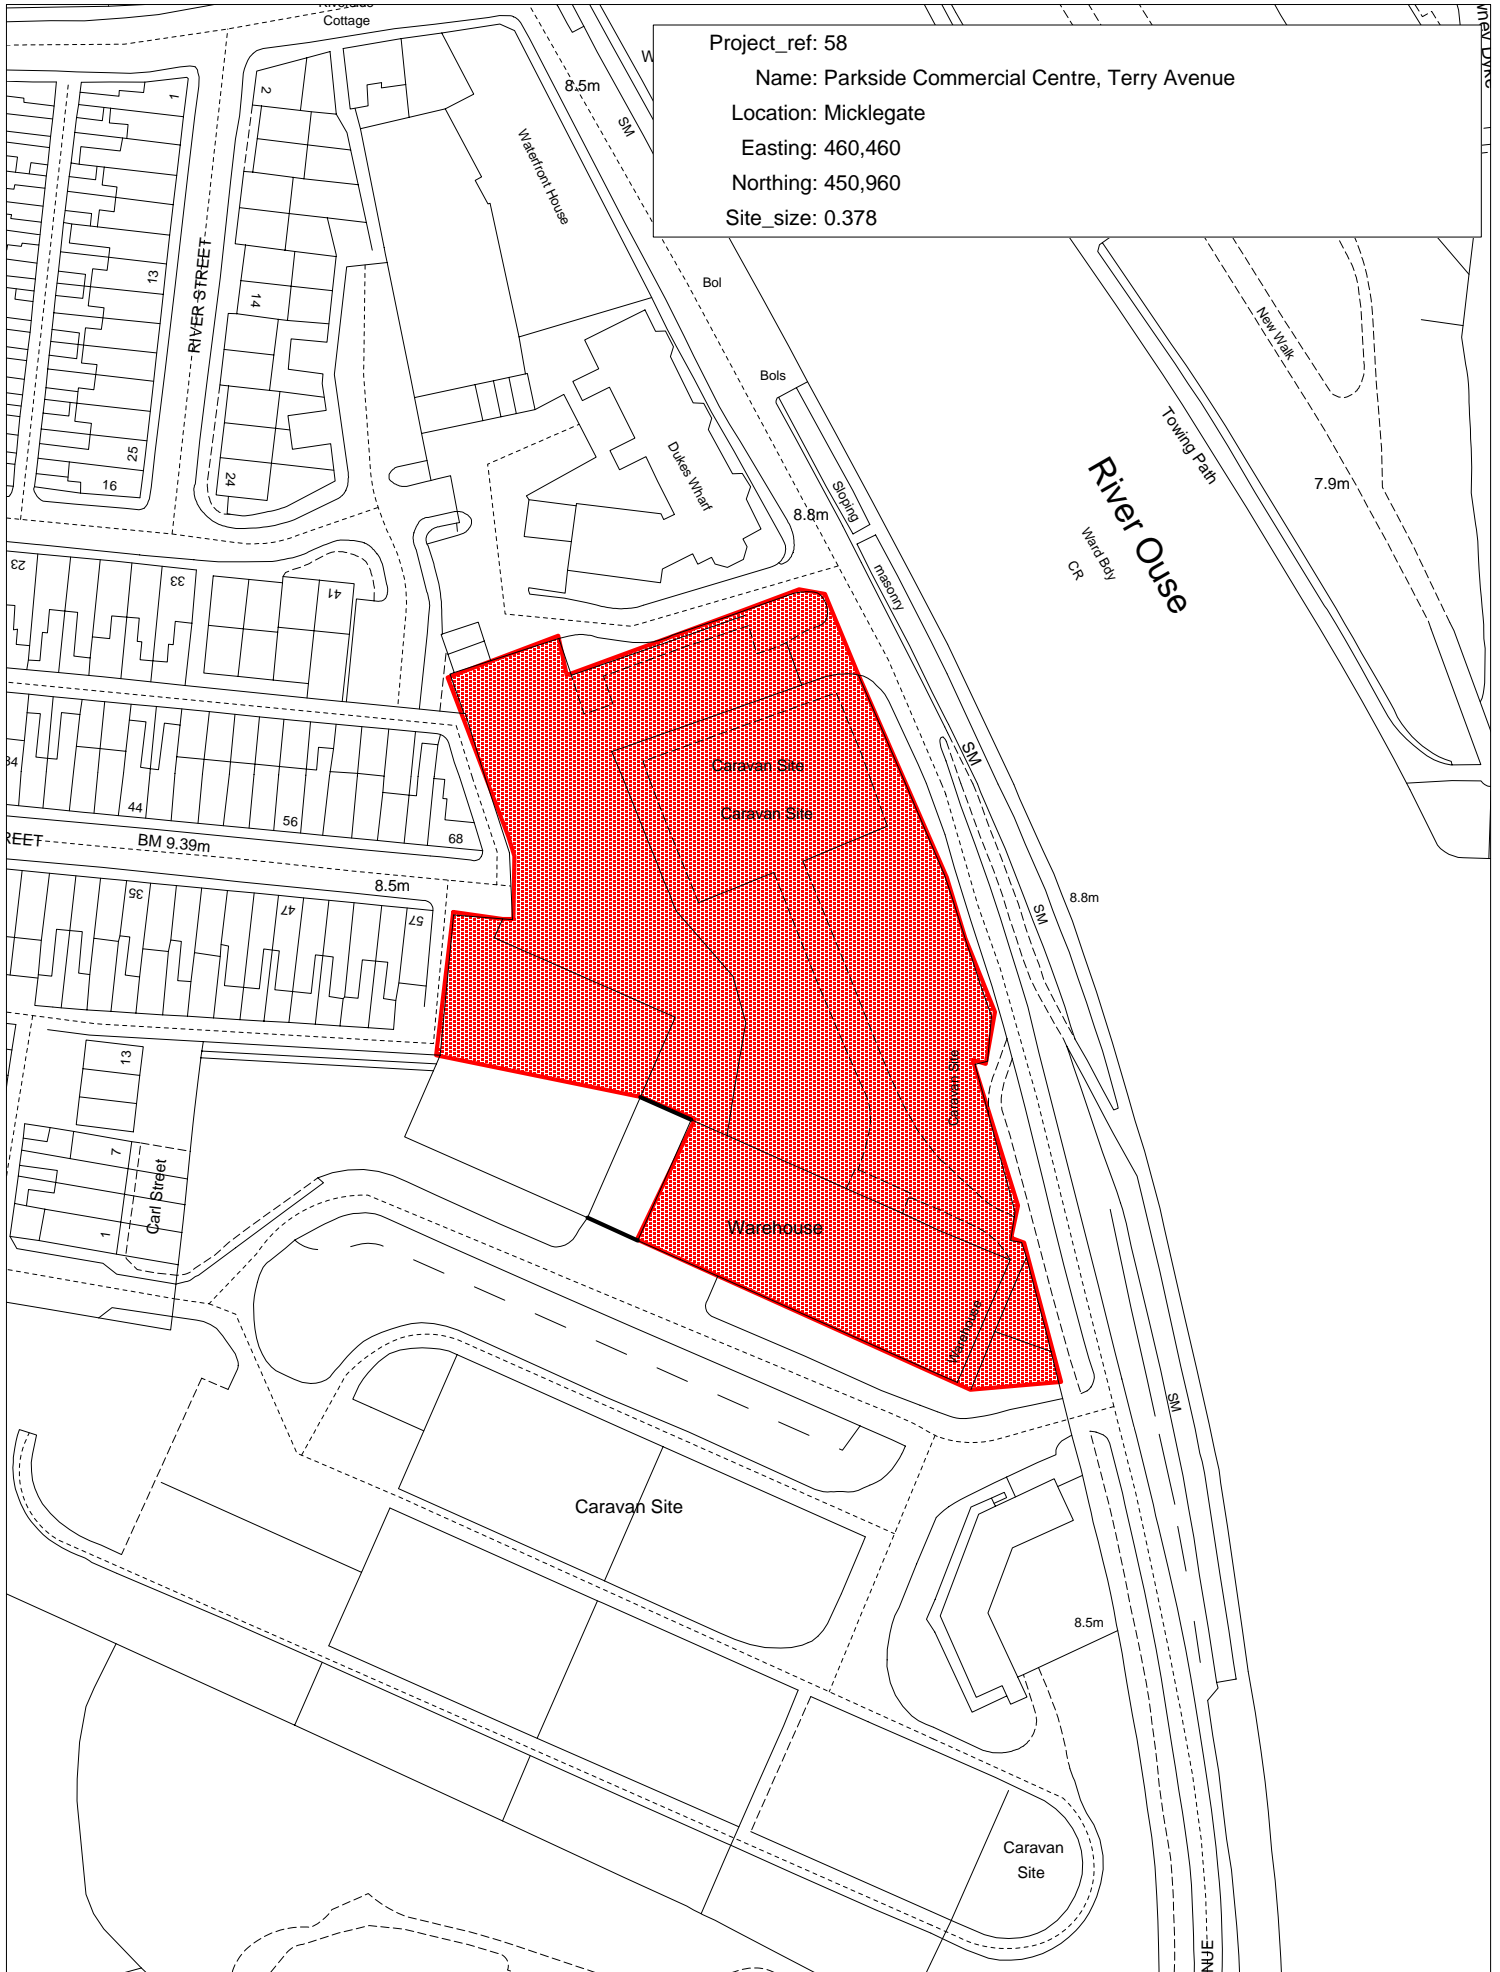 Cottage
Project_ref: 58
Name: Parkside Commercial Centre, Terry Avenue
Location: Micklegate
Easting: 460,460
Northing: 450,960
Site_size: 0.378
8.5m
SM
1
2
Waterfront House
RIVER STREET
13
14
Bol
New Walk
Bols
Towing Path
25
16
24
Dukes Wharf
Sloping
8.8m
7.9m
River Ouse
Ward Bdy
CR
masonry
23
33
41
SM
Caravan Site
Caravan Site
44
56
68
BM 9.39m
8.5m
35
47
57
8.8m
SM
13
Caravan Site
7
Carl Street
1
Warehouse
Warehouse
SM
Caravan Site
8.5m
Caravan
Site